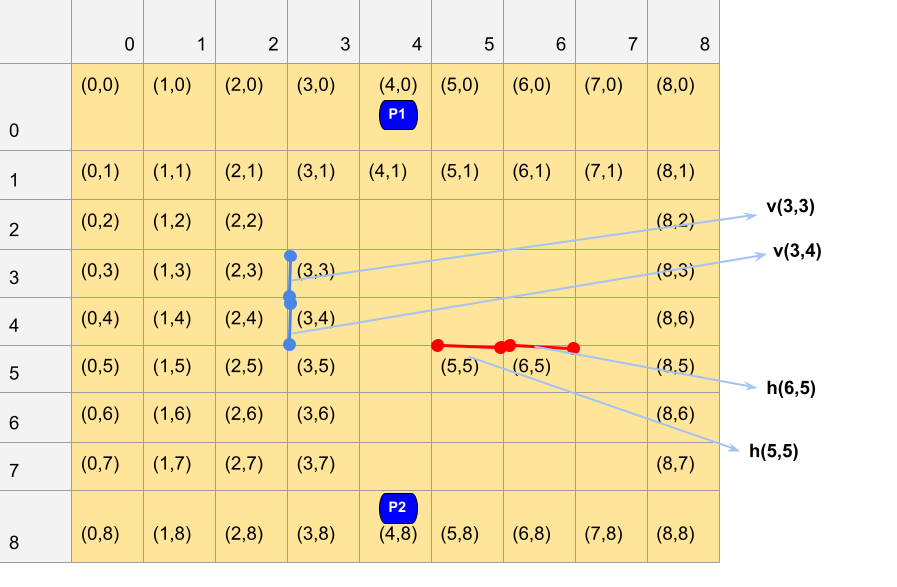 0 1 2 3 4 5 6 7 8
(0,0) (1,0) (2,0) (3,0) (4,0) (5,0) (6,0) (7,0) (8,0)
P1
0
1 (0,1) (1,1) (2,1) (3,1) (4,1) (5,1) (6,1) (7,1) (8,1)
v(3,3)
2 (0,2) (1,2) (2,2) (8,2)
v(3,4)
3 (0,3) (1,3) (2,3) (3,3) (8,3)
4 (0,4) (1,4) (2,4) (3,4) (8,6)
5 (0,5) (1,5) (2,5) (3,5) (5,5) (6,5) (8,5)
h(6,5)
6 (0,6) (1,6) (2,6) (3,6) (8,6)
h(5,5)
7 (0,7) (1,7) (2,7) (3,7) (8,7)
P2
8 (0,8) (1,8) (2,8) (3,8) (4,8) (5,8) (6,8) (7,8) (8,8)